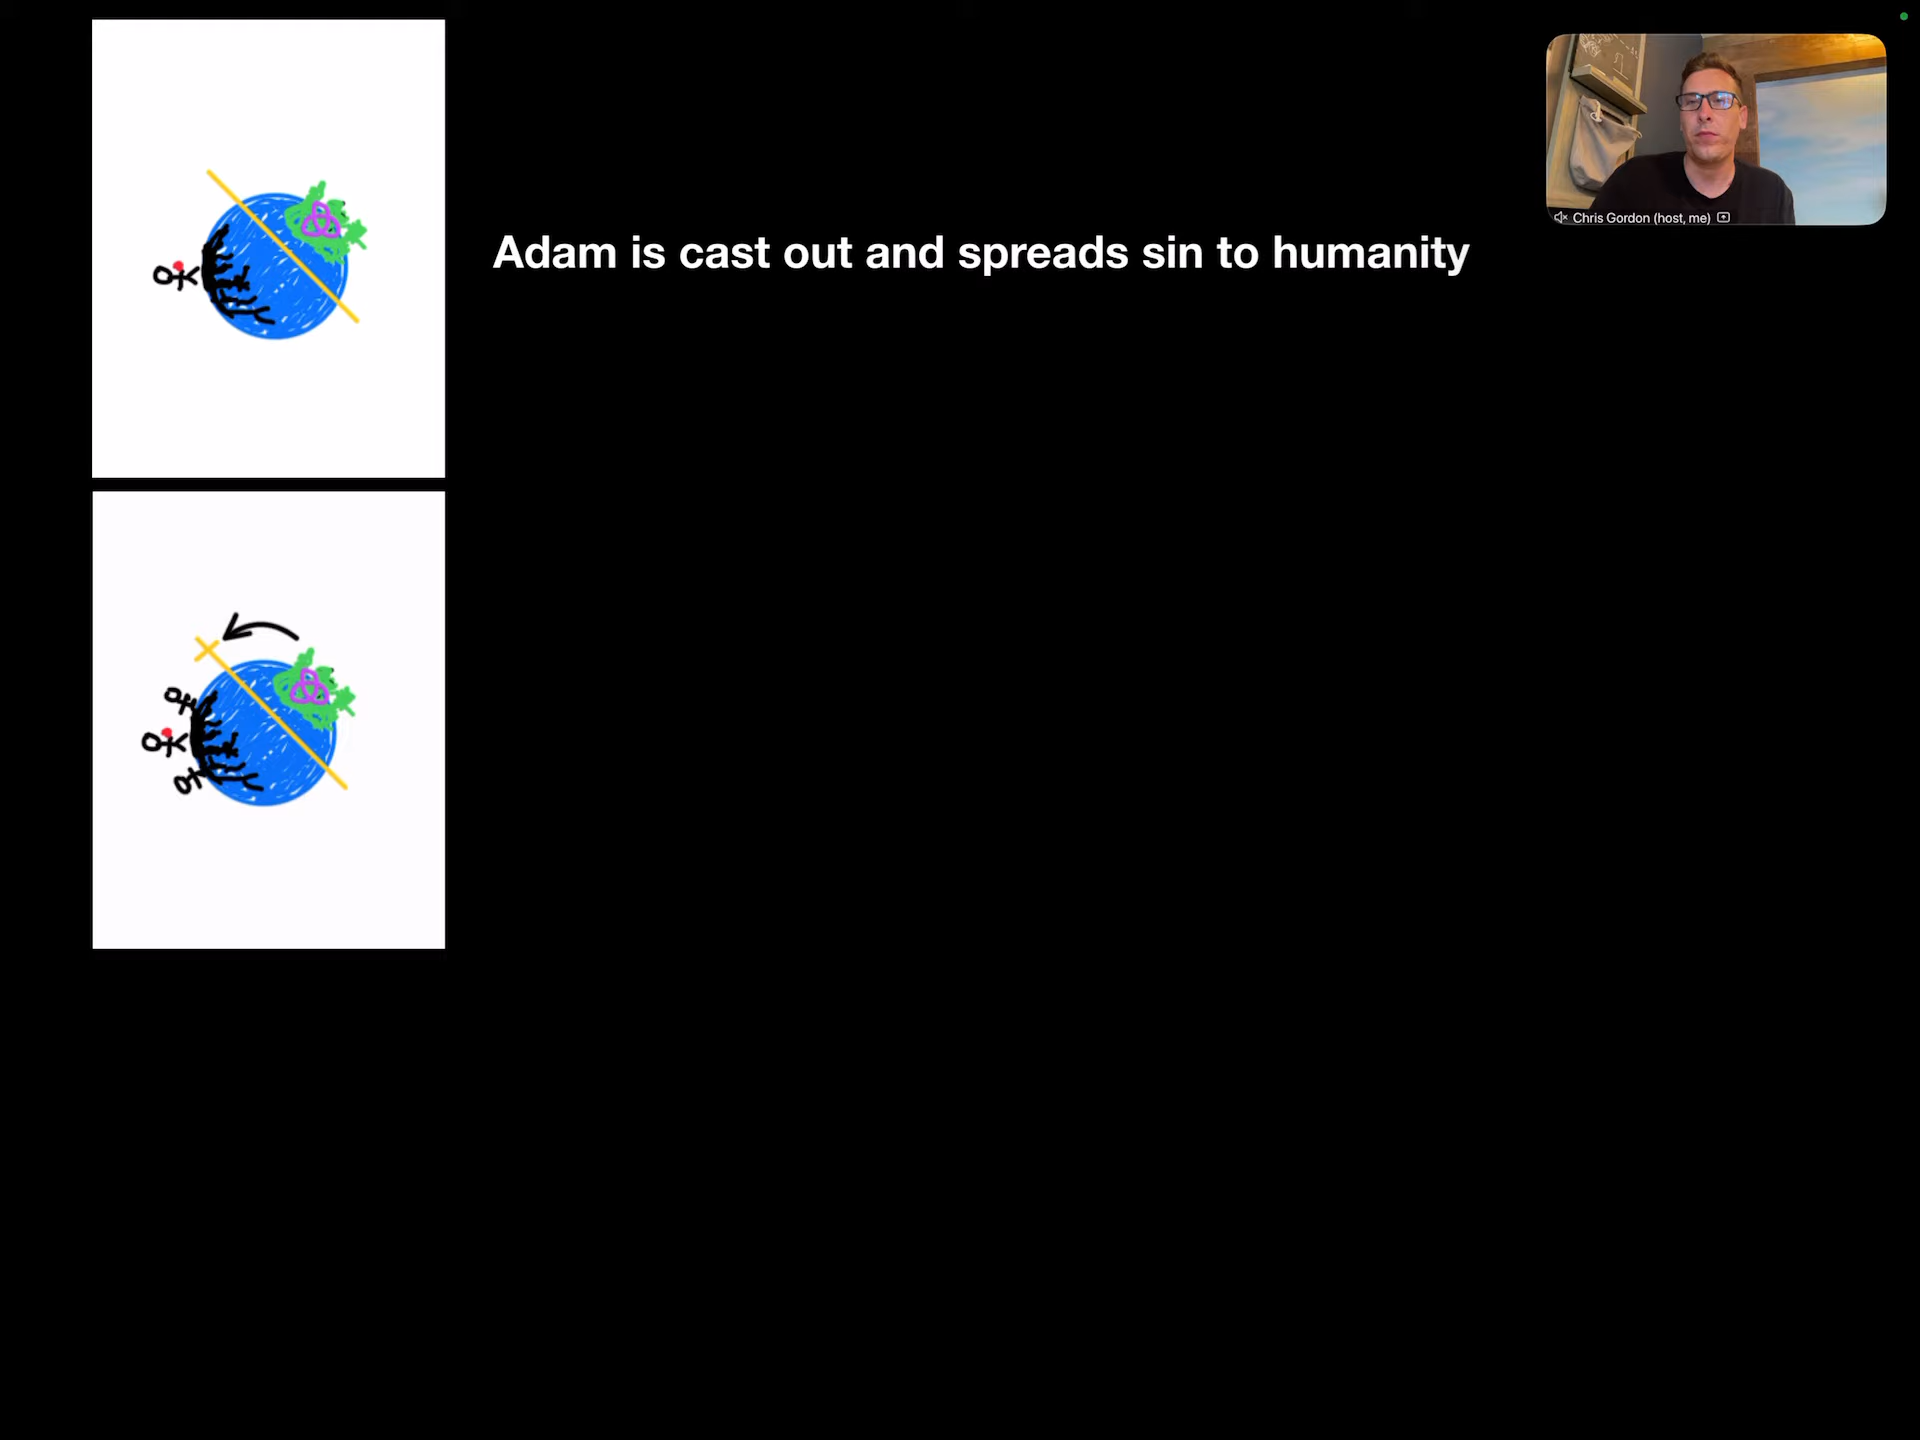 Adam is cast out and spreads sin to humanity
Chris Gordon (host, me)